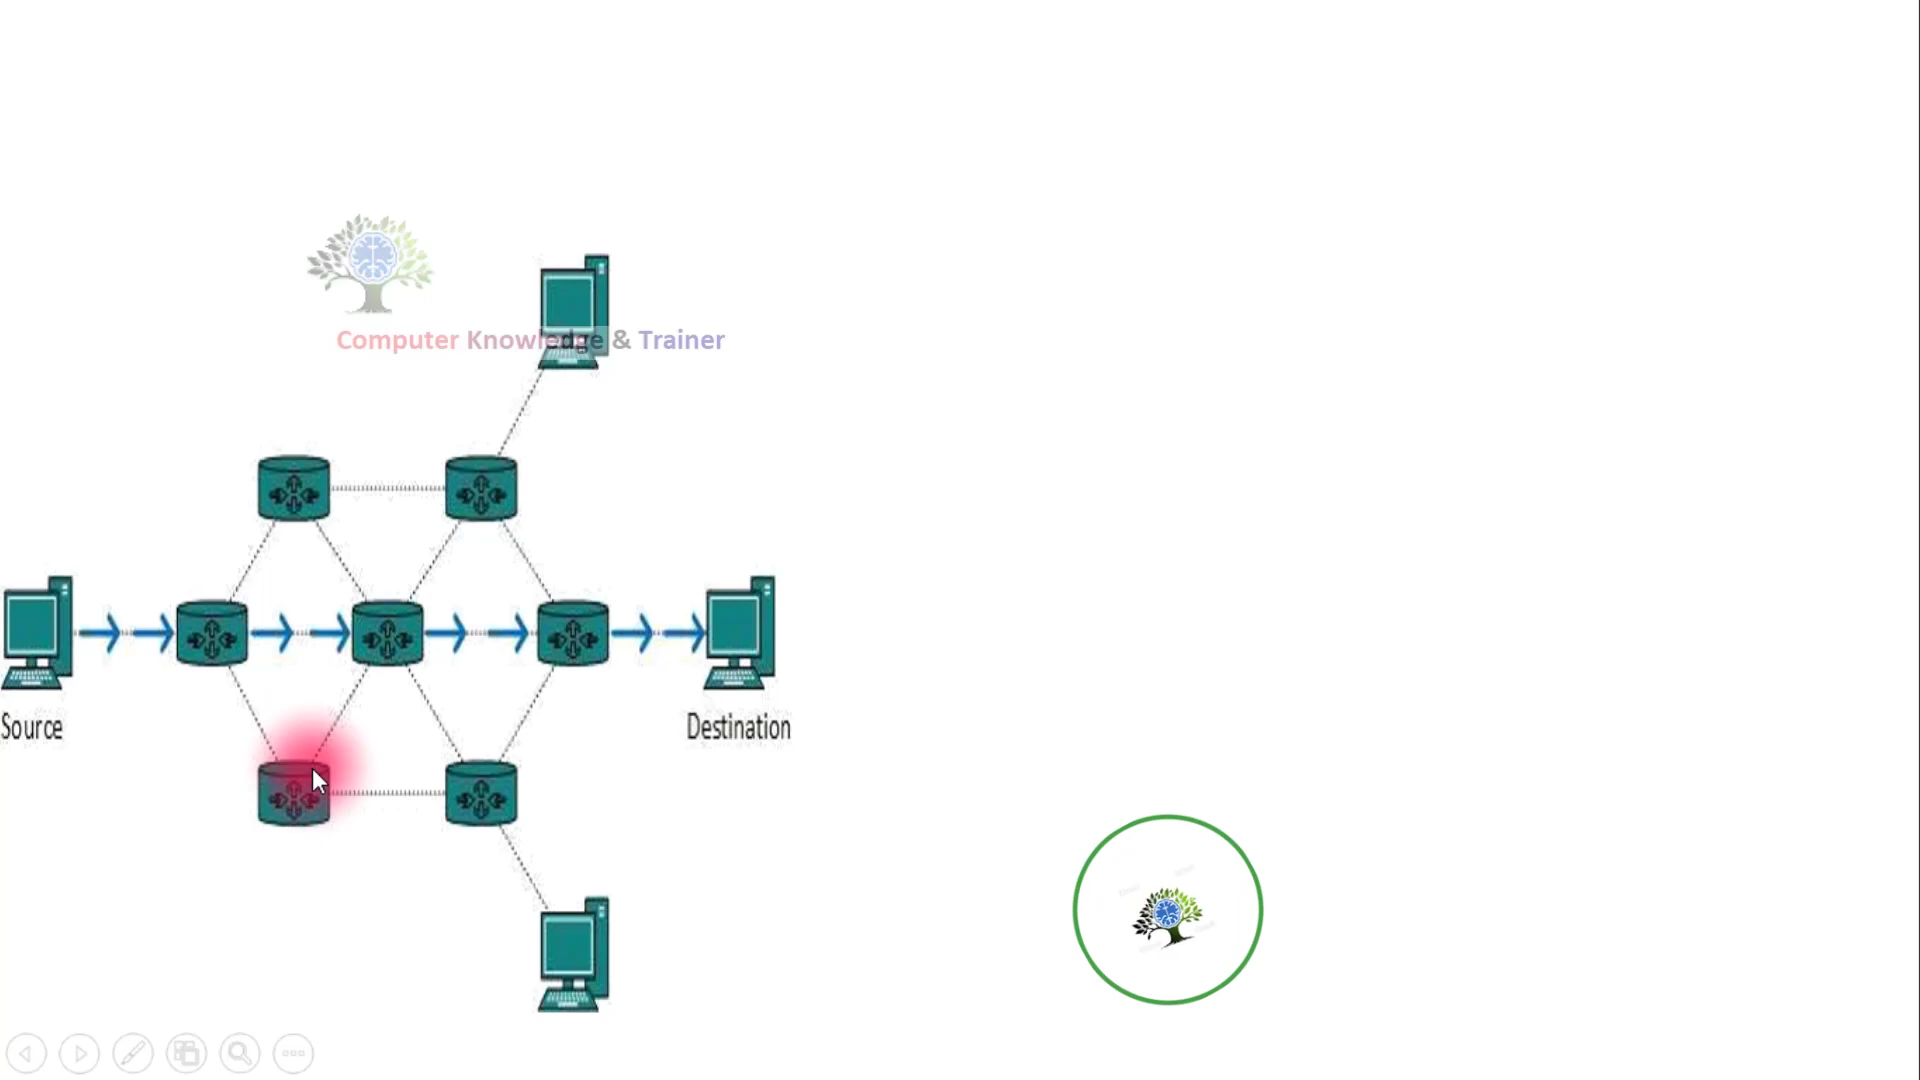 Computer Knowledge & Trainer
Source
Destination